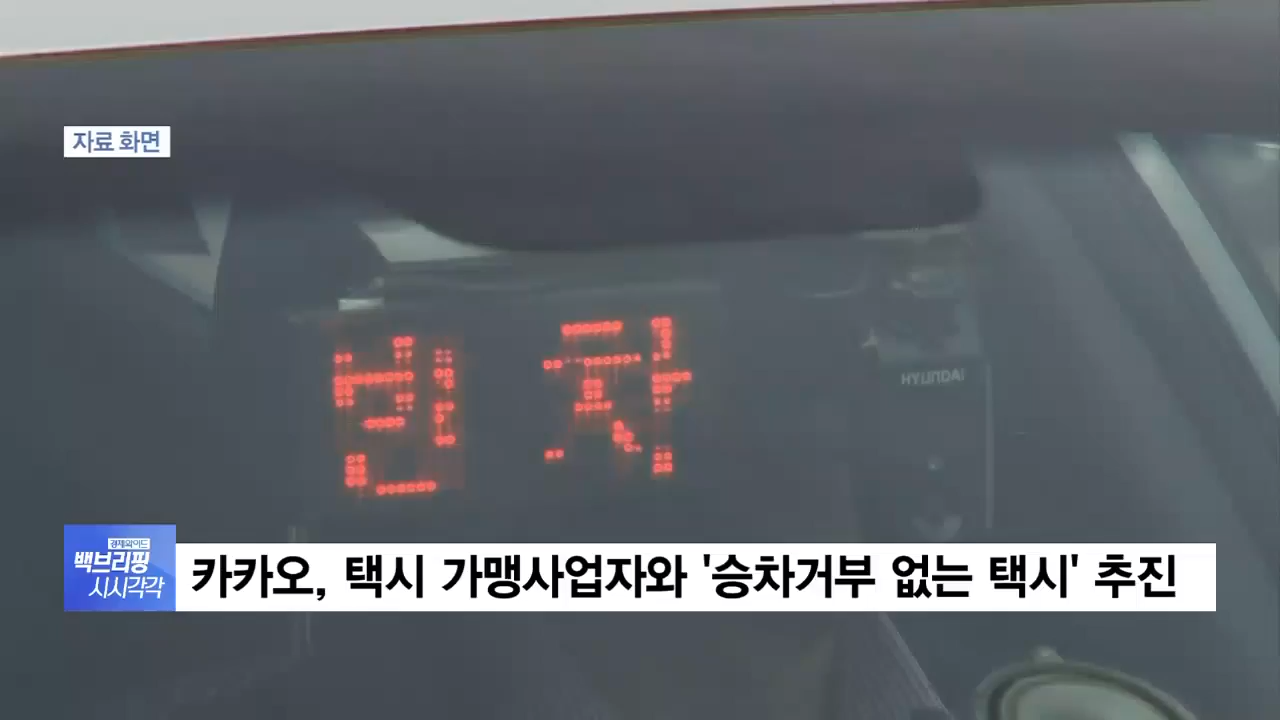 자료 화면
빈 차
HYUNDAI
경제와이드
백브리핑
시시각각
카카오, 택시 가맹사업자와 '승차거부 없는 택시' 추진